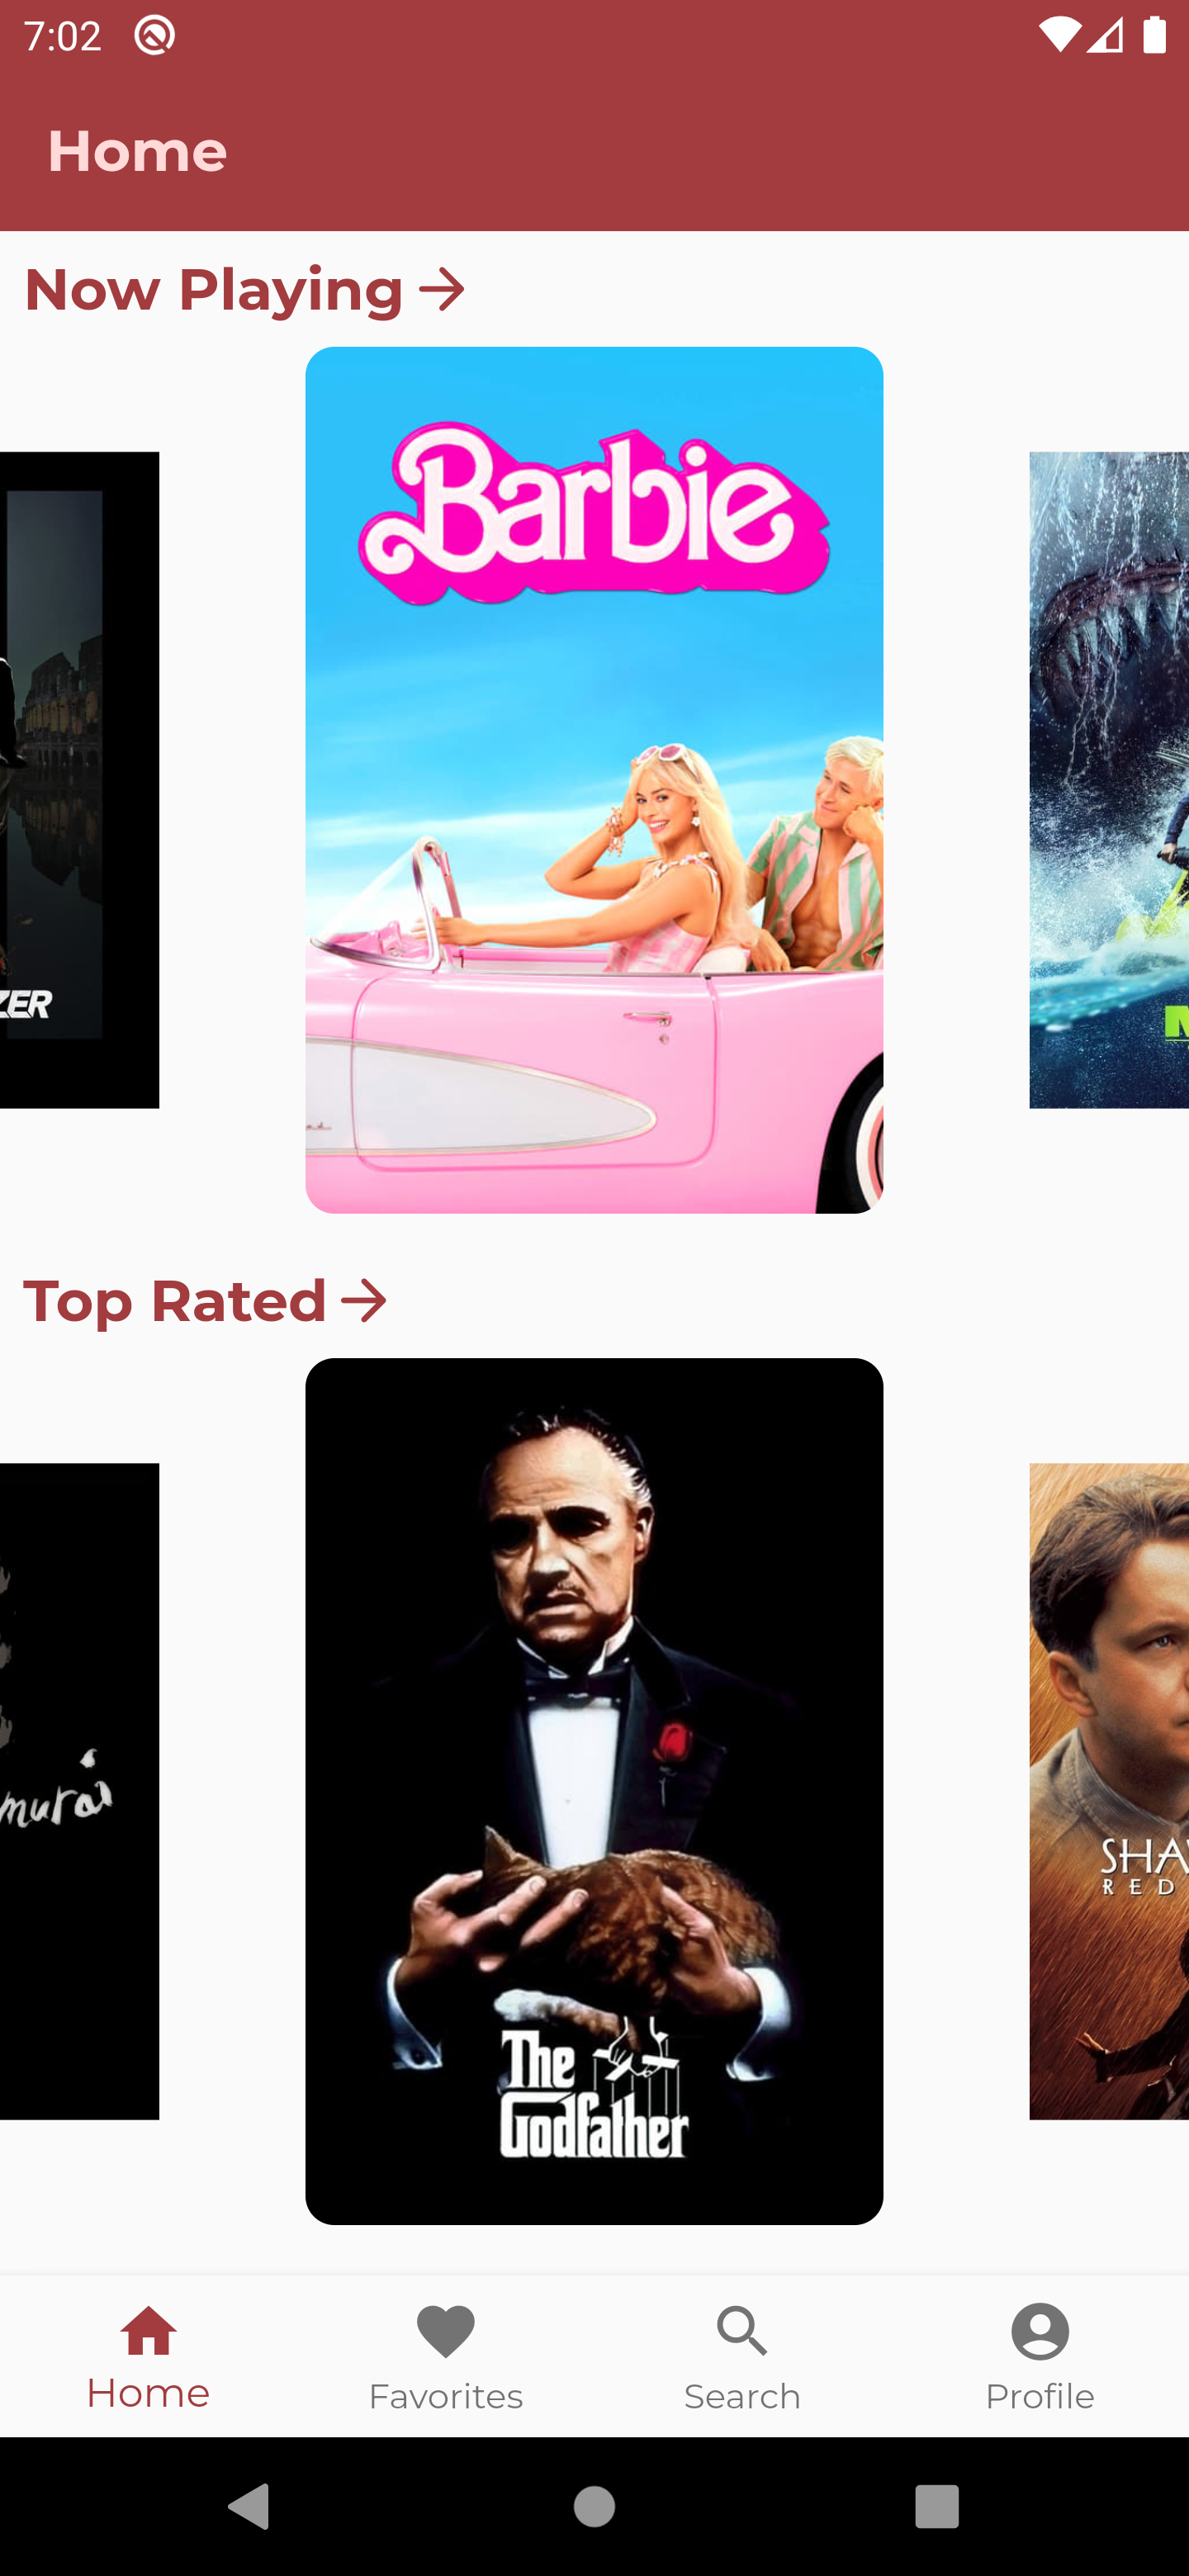 7:02
Home
Now Playing
Barbie
ZER
Top Rated
murai
SHA
RED
The
Godfather
Home
Favorites
Search
Profile